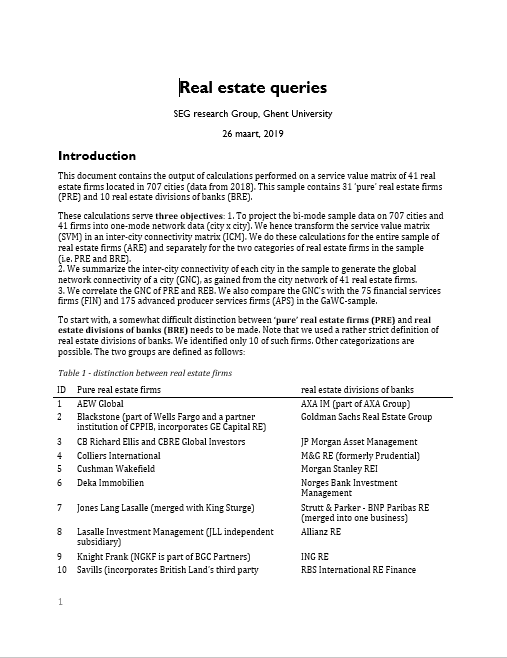 Real estate queries
SEG research Group, Ghent University
26 maart, 2019
Introduction
This document contains the output of calculations performed on a service value matrix of 41 real
estate firms located in 707 cities (data from 2018). This sample contains 31 ‘pure’ real estate firms
(PRE) and 10 real estate divisions of banks (BRE).
These calculations serve three objectives: 1. To project the bi-mode sample data on 707 cities and
41 firms into one-mode network data (city x city). We hence transform the service value matrix
(SVM) in an inter-city connectivity matrix (ICM). We do these calculations for the entire sample of
real estate firms (ARE) and separately for the two categories of real estate firms in the sample
(i.e. PRE and BRE).
2. We summarize the inter-city connectivity of each city in the sample to generate the global
network connectivity of a city (GNC), as gained from the city network of 41 real estate firms.
3. We correlate the GNC of PRE and REB. We also compare the GNC’s with the 75 financial services
firms (FIN) and 175 advanced producer services firms (APS) in the GaWC-sample.
To start with, a somewhat difficult distinction between ‘pure’ real estate firms (PRE) and real
estate divisions of banks (BRE) needs to be made. Note that we used a rather strict definition of
real estate divisions of banks. We identified only 10 of such firms. Other categorizations are
possible. The two groups are defined as follows:
Table 1 - distinction between real estate firms
ID Pure real estate firms real estate divisions of banks
1 AEW Global AXA IM (part of AXA Group)
2 Blackstone (part of Wells Fargo and a partner Goldman Sachs Real Estate Group
institution of CPPIB, incorporates GE Capital RE)
3 CB Richard Ellis and CBRE Global Investors JP Morgan Asset Management
4 Colliers International M&G RE (formerly Prudential)
5 Cushman Wakefield Morgan Stanley REI
6 Deka Immobilien Norges Bank Investment
Management
7 Jones Lang Lasalle (merged with King Sturge) Strutt & Parker - BNP Paribas RE
(merged into one business)
8 Lasalle Investment Management (JLL independent Allianz RE
subsidiary)
9 Knight Frank (NGKF is part of BGC Partners) ING RE
10 Savills (incorporates British Land’s third party RBS International RE Finance
1